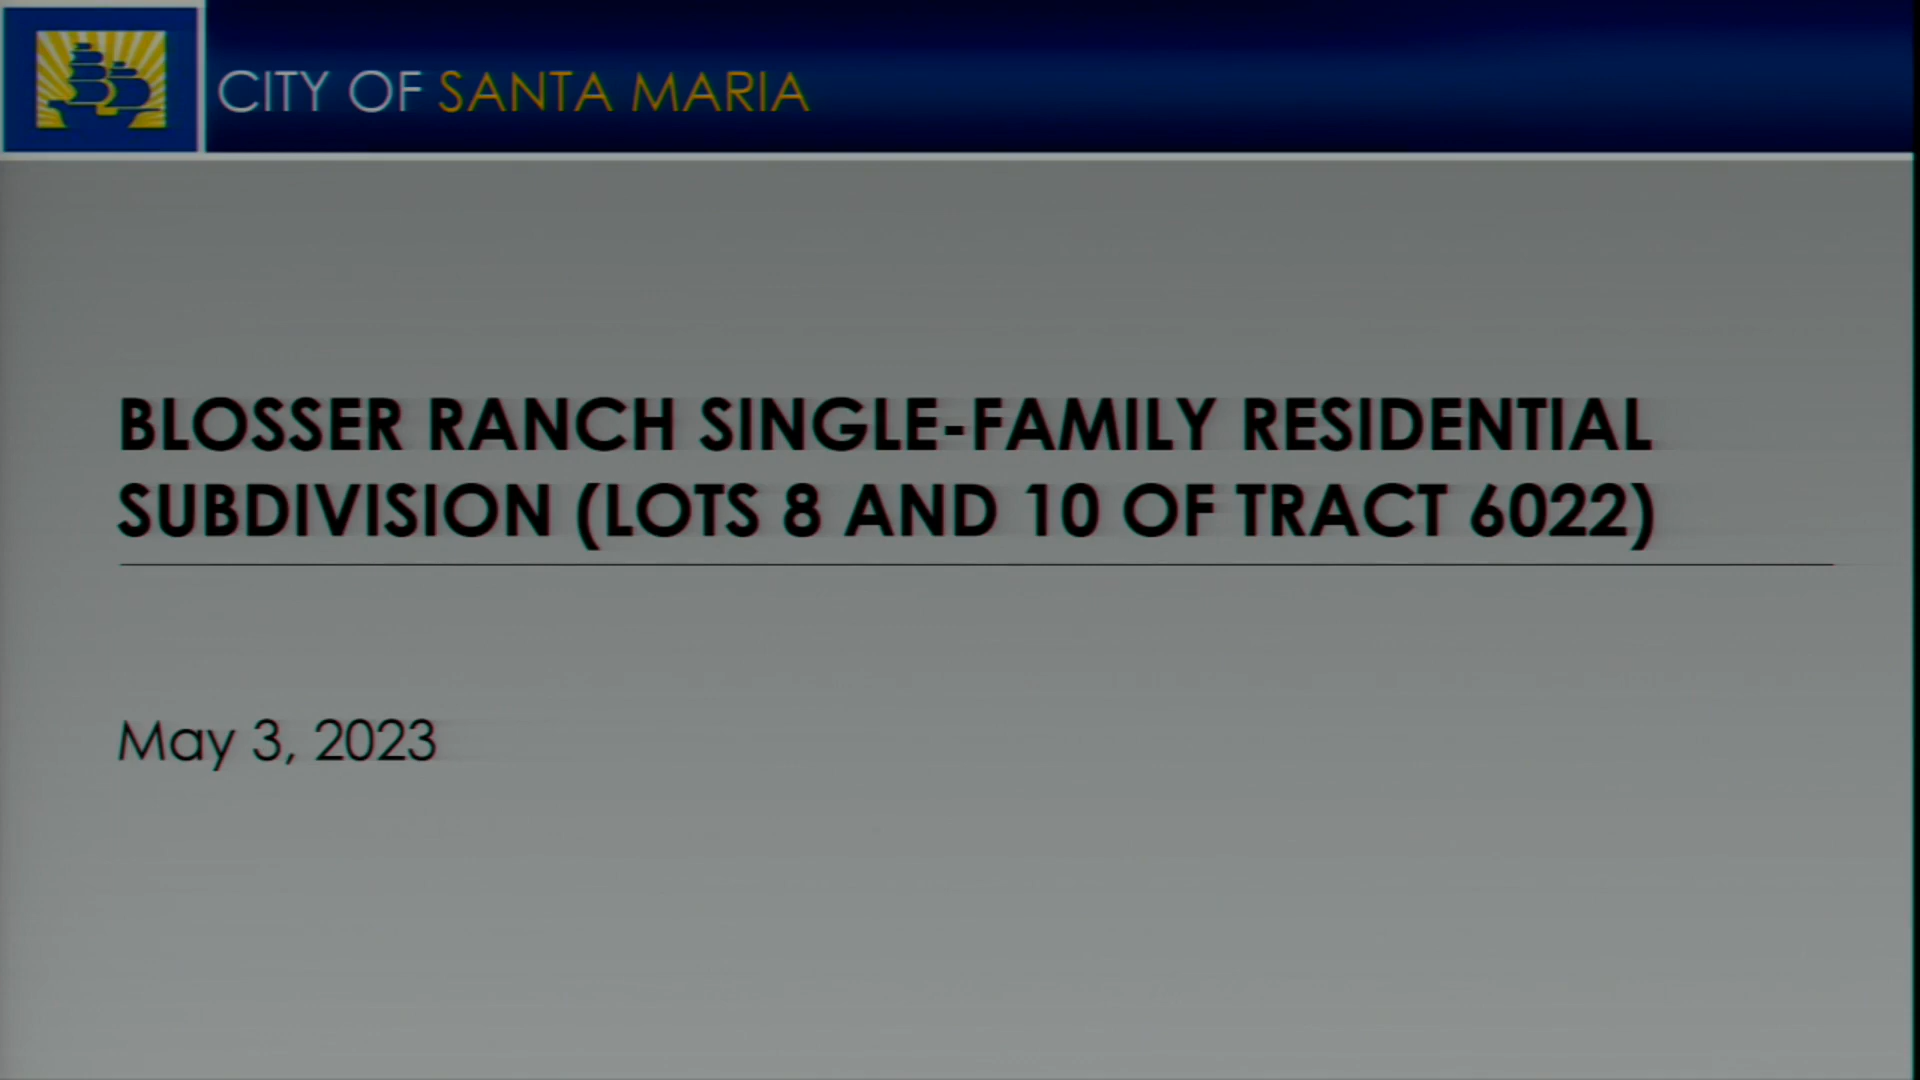 CITY OF SANTA MARIA
BLOSSER RANCH SINGLE-FAMILY RESIDENTIAL
SUBDIVISION (LOTS 8 AND 10 OF TRACT 6022)
May 3, 2023